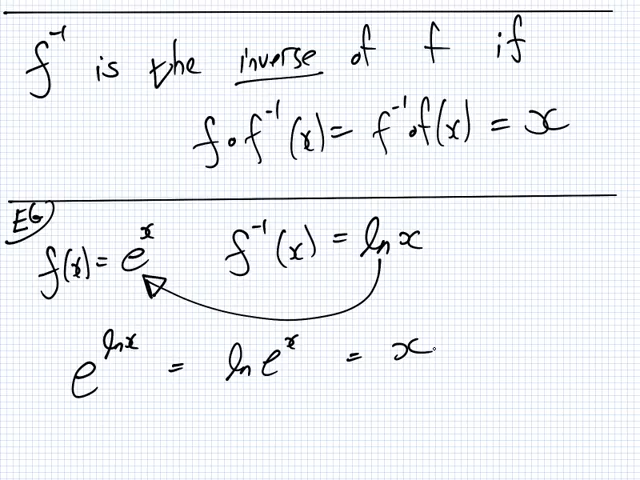 f⁻¹ is the inverse of f if
f∘f⁻¹(x) = f⁻¹∘f(x) = x
EG
f(x) = eˣ f⁻¹(x) = ln x
e^(ln x) = ln eˣ = x